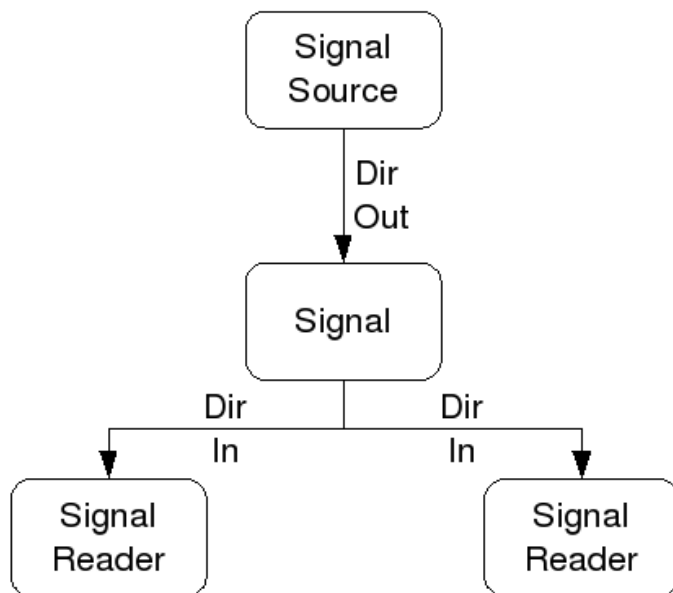 Signal
Source
Dir
Out
Signal
Dir
In
Dir
In
Signal
Reader
Signal
Reader